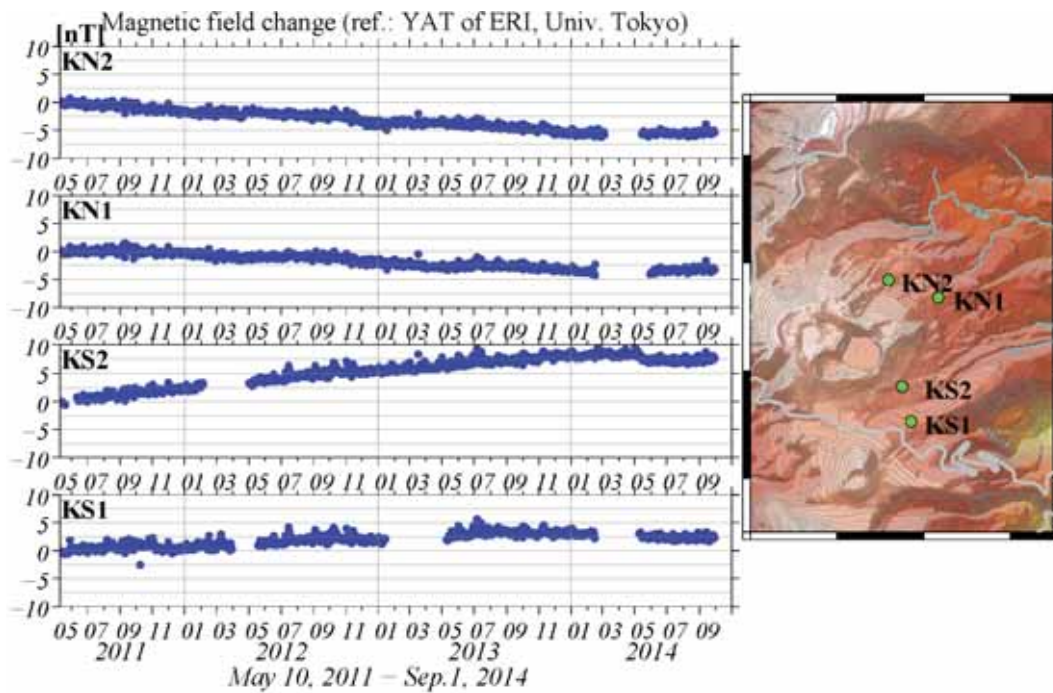 Magnetic field change (ref.: YAT of ERI, Univ. Tokyo)
[nT]
10
KN2
5
0
−5
−10
05 07 09 11 01 03 05 07 09 11 01 03 05 07 09 11 01 03 05 07 09
10
KN1
5
0
−5
−10
05 07 09 11 01 03 05 07 09 11 01 03 05 07 09 11 01 03 05 07 09
10
KS2
5
0
−5
−10
05 07 09 11 01 03 05 07 09 11 01 03 05 07 09 11 01 03 05 07 09
10
KS1
5
0
−5
−10
05 07 09 11 01 03 05 07 09 11 01 03 05 07 09 11 01 03 05 07 09
2011 2012 2013 2014
May 10, 2011 − Sep.1, 2014
KN2
KN1
KS2
KS1